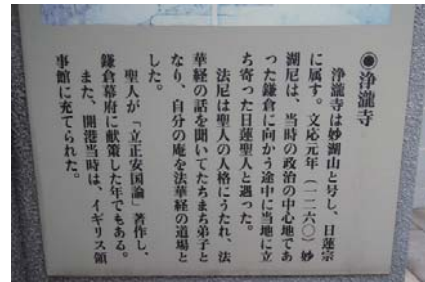 ◉浄瀧寺
浄瀧寺は妙湖山と号し、日蓮宗
に属す。文応元年(一二六〇)妙
湖尼は、当時の政治の中心地であ
った鎌倉に向かう途中に当地に立
ち寄った日蓮聖人と遇った。
法尼は聖人の人格にうたれ、法
華経の話を聞いてたちまち弟子と
なり、自分の庵を法華経の道場と
した。
聖人が「立正安国論」著作し、
鎌倉幕府に献策した年でもある。
また、開港当時は、イギリス領
事館に充てられた。